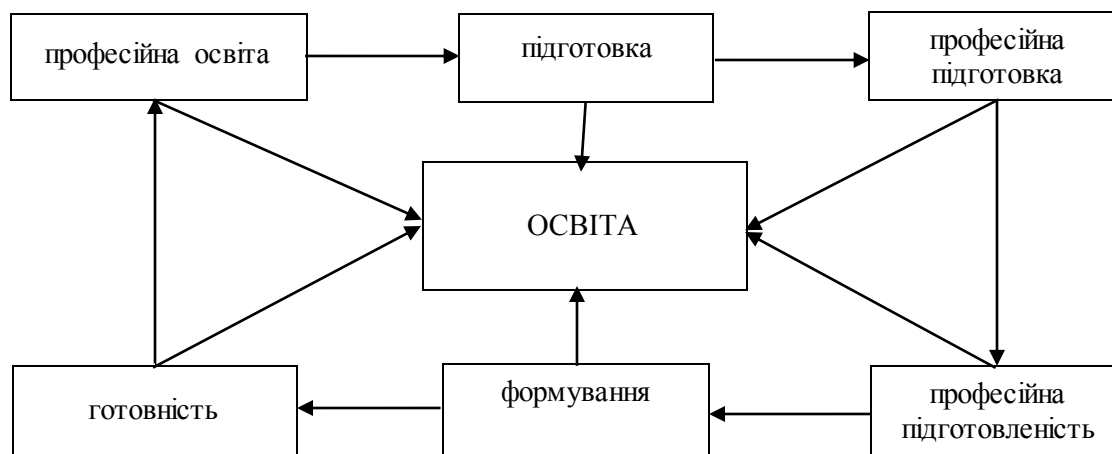 професійна освіта
підготовка
професійна
підготовка
ОСВІТА
готовність
формування
професійна
підготовленість